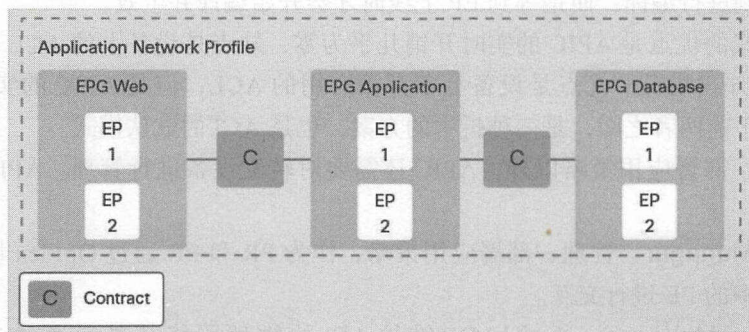 Application Network Profile
EPG Web
EPG Application
EPG Database
EP
1
EP
2
C
EP
1
EP
2
C
EP
1
EP
2
C Contract